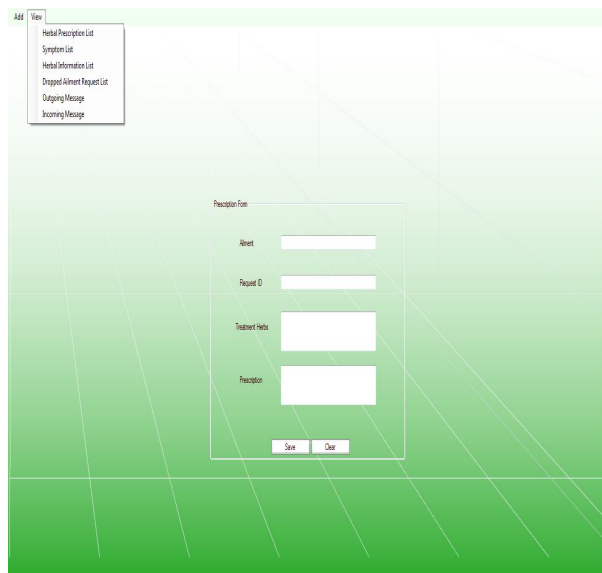 Add View
Herbal Prescription List
Symptom List
Herbal Information List
Dropped Ailment Request List
Outgoing Message
Incoming Message
Prescription Form
Ailment
Request ID
Treatment Herbs
Prescription
Save Clear